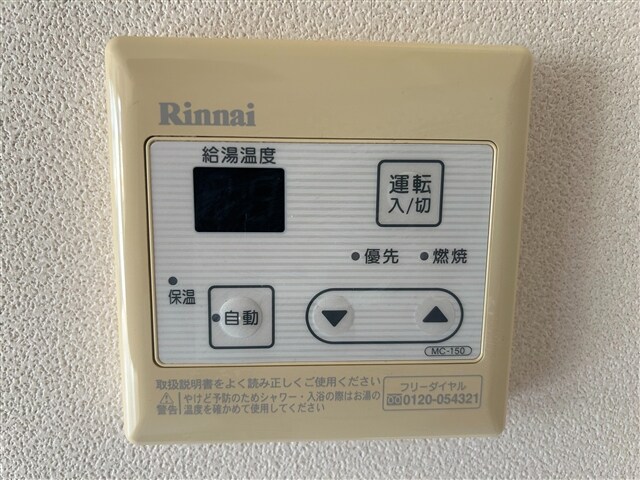 Rinnai
給湯温度
運転
入/切
優先
燃焼
保温
自動
▼
▲
MC-150
取扱説明書をよく読み正しくご使用ください
警告
やけど予防のためシャワー・入浴の際はお湯の
温度を確かめて使用してください
フリーダイヤル
0120-054321